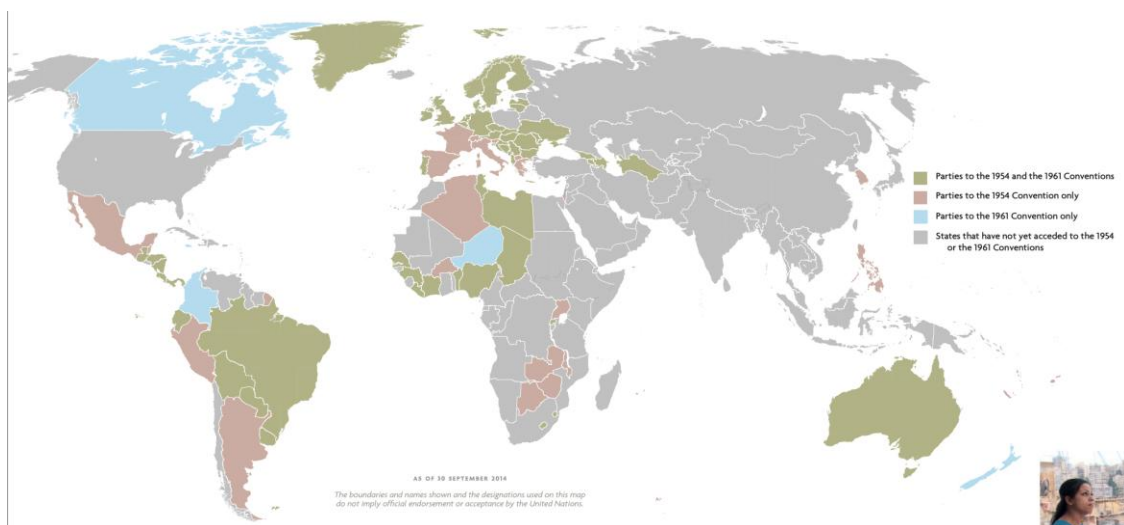 Parties to the 1954 and the 1961 Conventions
Parties to the 1954 Convention only
Parties to the 1961 Convention only
States that have not yet acceded to the 1954
or the 1961 Conventions
AS OF 30 SEPTEMBER 2014
The boundaries and names shown and the designations used on this map
do not imply official endorsement or acceptance by the United Nations.